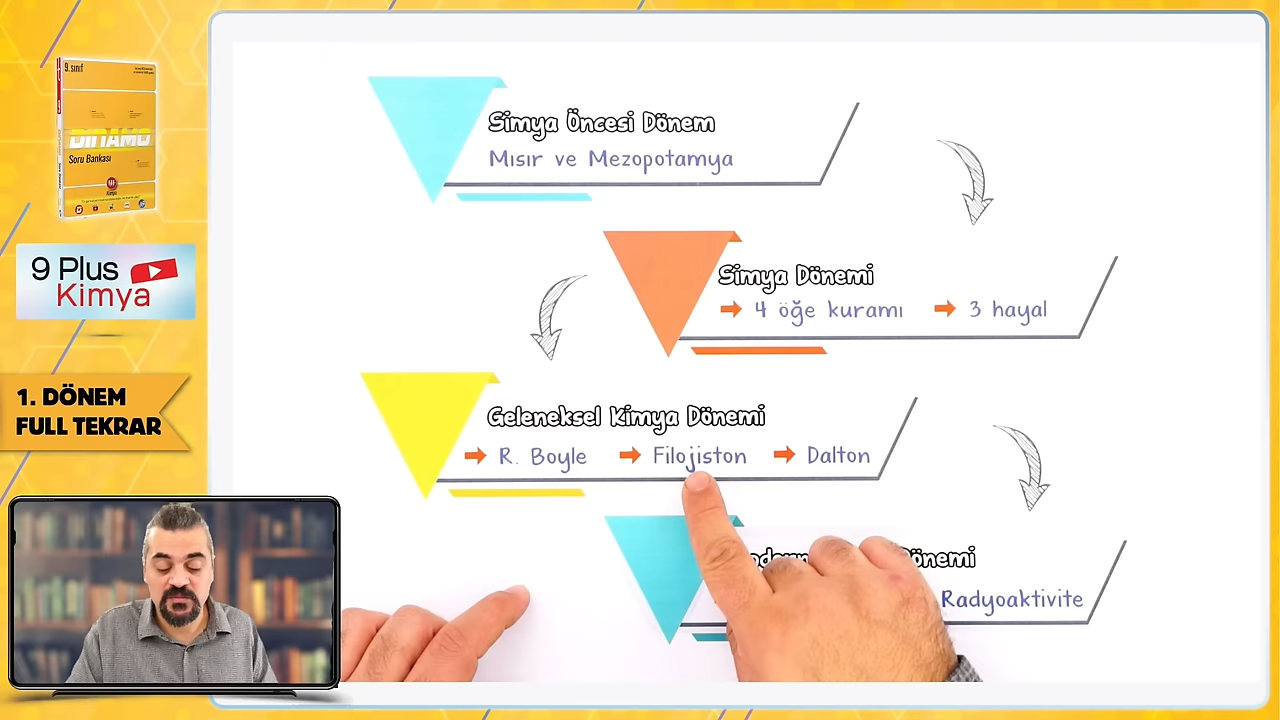 9. sınıf
DİNAMO
Soru Bankası
Kimya
9 Plus
Kimya
1. DÖNEM
FULL TEKRAR
Simya Öncesi Dönem
Mısır ve Mezopotamya
Simya Dönemi
4 öğe kuramı 3 hayal
Geleneksel Kimya Dönemi
R. Boyle Filojiston Dalton
Dönemi
Radyoaktivite